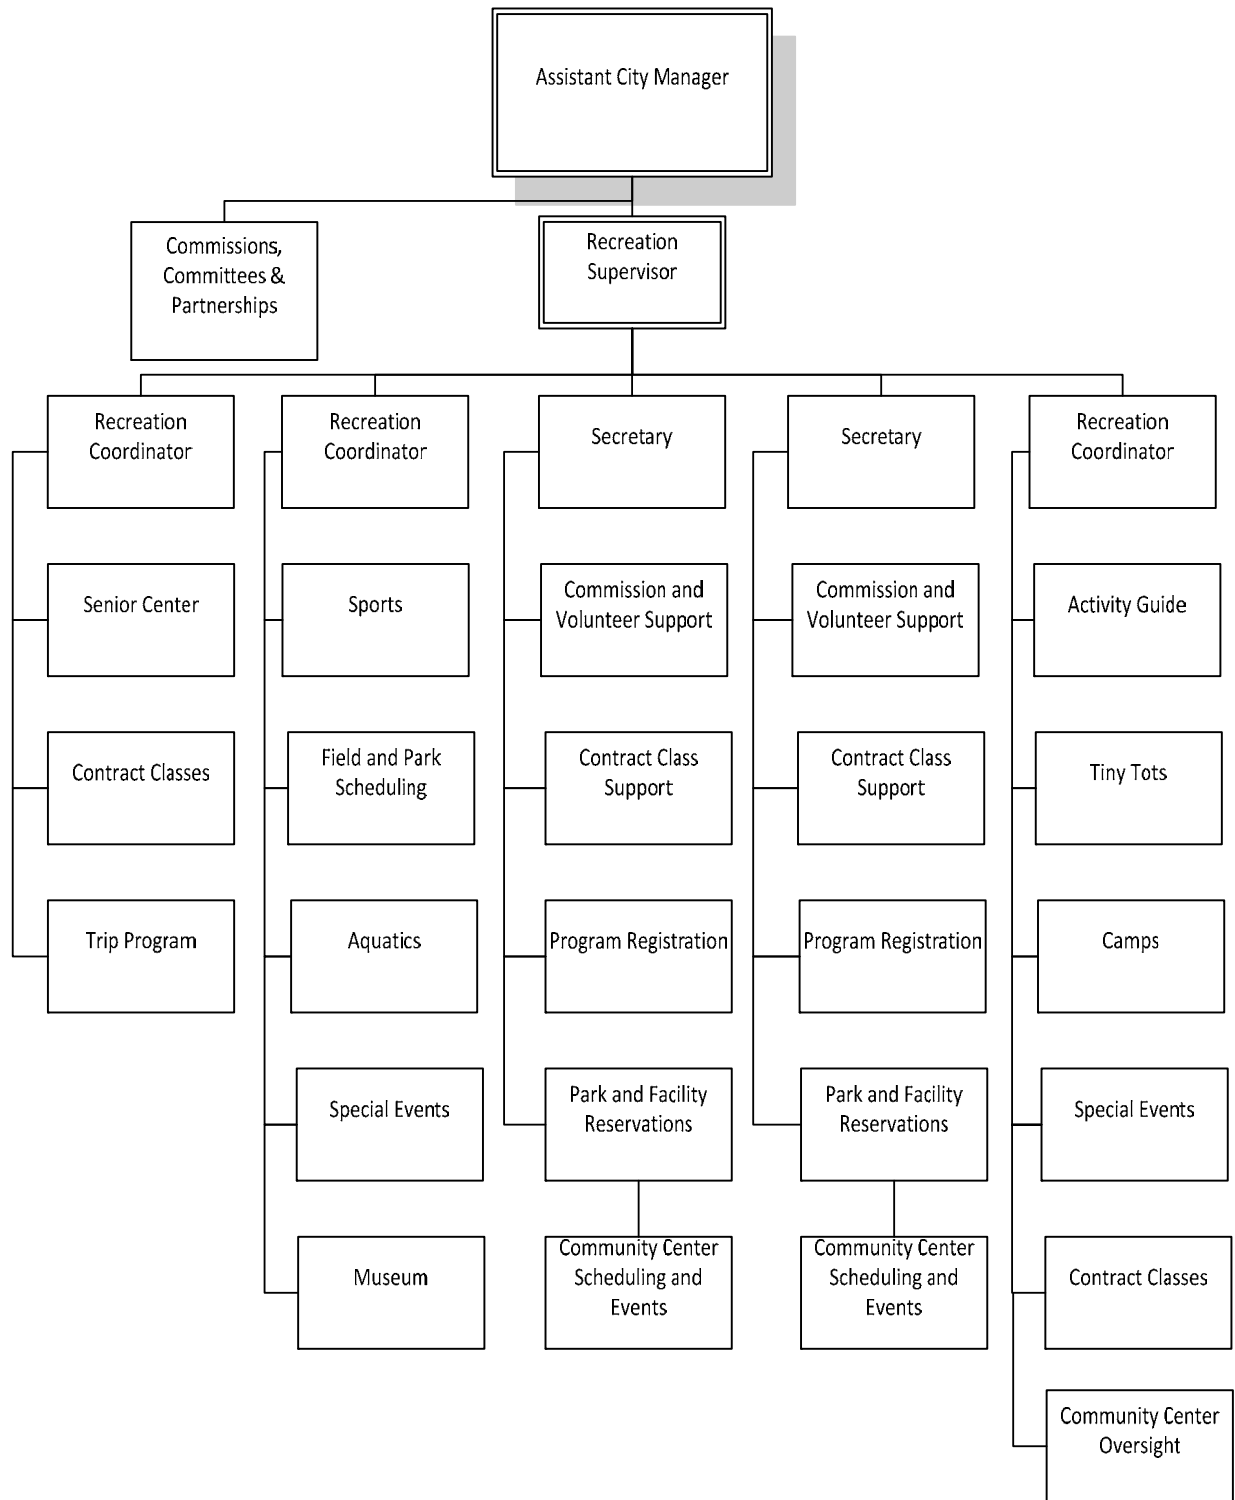 Assistant City Manager
Commissions,
Committees &
Partnerships
Recreation
Supervisor
Recreation
Coordinator
Recreation
Coordinator
Secretary
Secretary
Recreation
Coordinator
Senior Center
Sports
Commission and
Volunteer Support
Commission and
Volunteer Support
Activity Guide
Contract Classes
Field and Park
Scheduling
Contract Class
Support
Contract Class
Support
Tiny Tots
Trip Program
Aquatics
Program Registration
Program Registration
Camps
Special Events
Park and Facility
Reservations
Park and Facility
Reservations
Special Events
Museum
Community Center
Scheduling and
Events
Community Center
Scheduling and
Events
Contract Classes
Community Center
Oversight